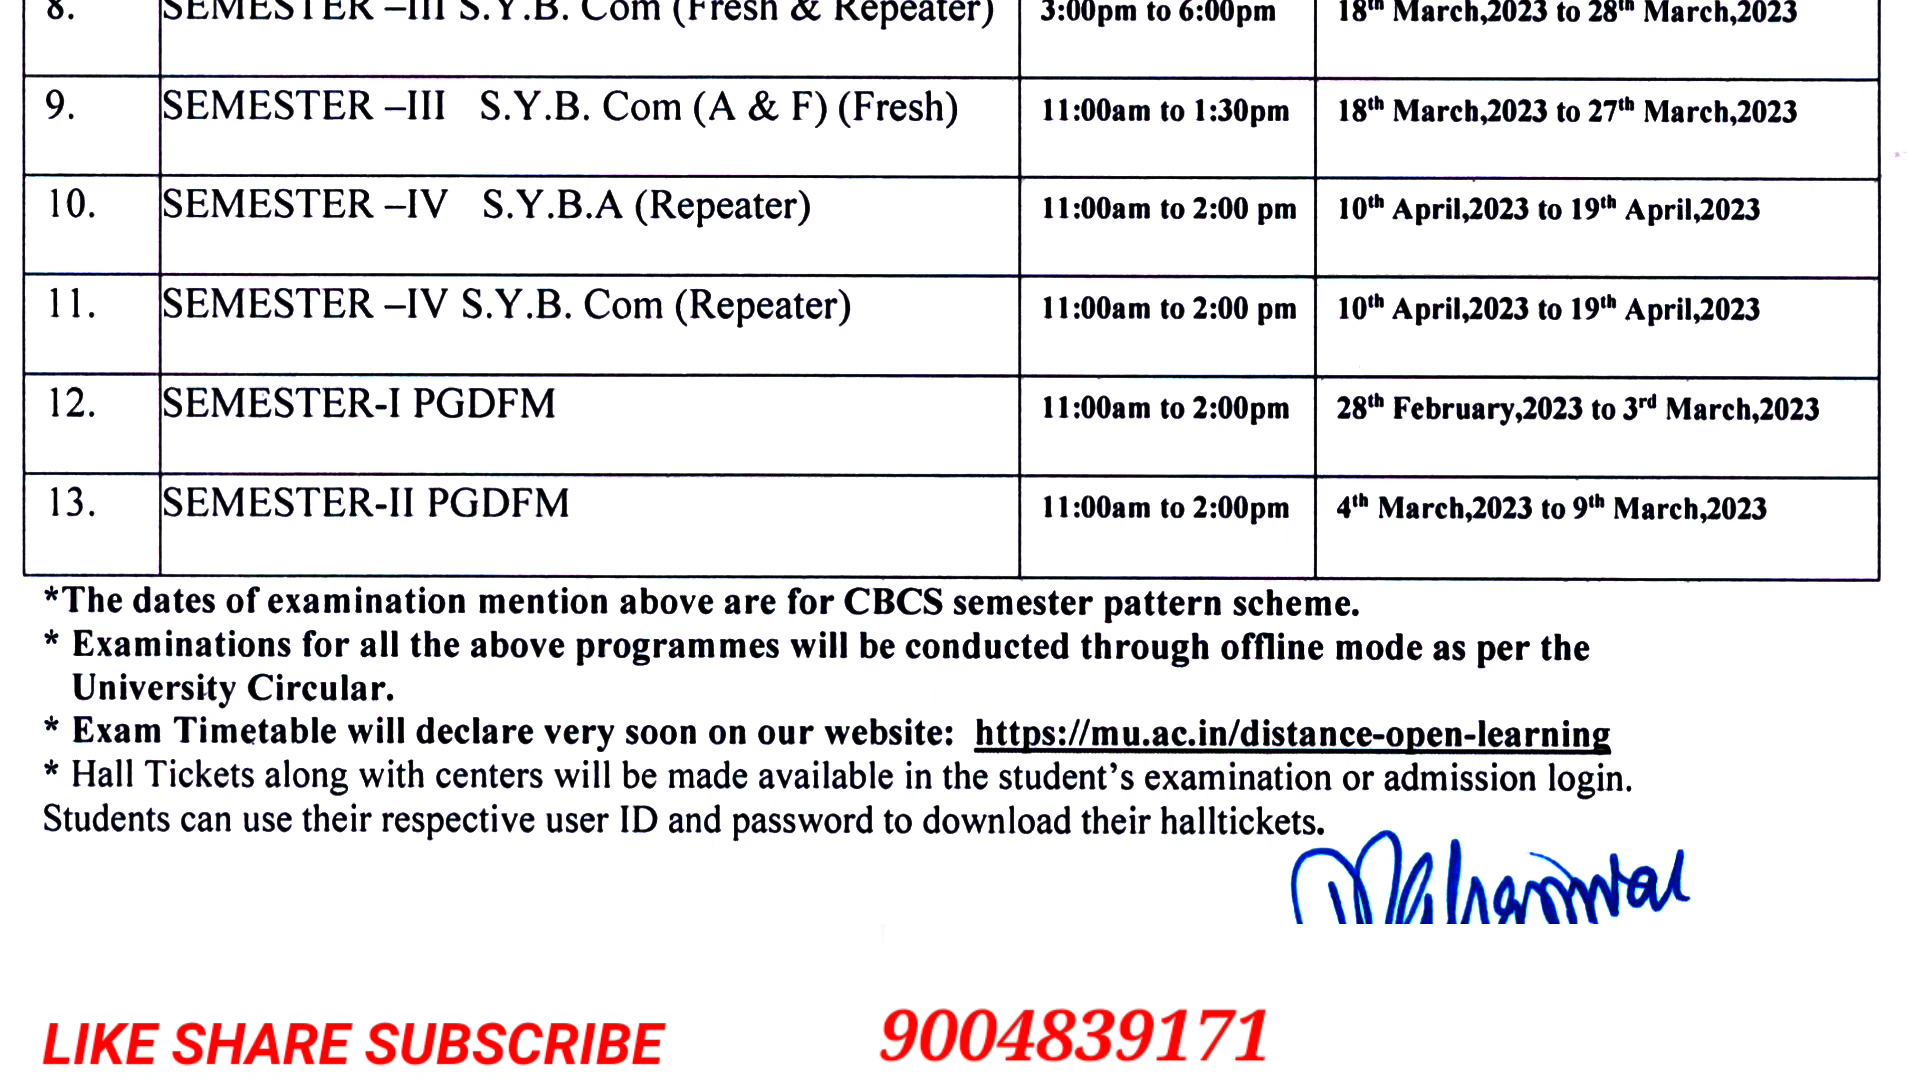 8. SEMESTER –III S.Y.B. Com (Fresh & Repeater) 3:00pm to 6:00pm 18th March,2023 to 28th March,2023
9. SEMESTER –III S.Y.B. Com (A & F) (Fresh) 11:00am to 1:30pm 18th March,2023 to 27th March,2023
10. SEMESTER –IV S.Y.B.A (Repeater) 11:00am to 2:00 pm 10th April,2023 to 19th April,2023
11. SEMESTER –IV S.Y.B. Com (Repeater) 11:00am to 2:00 pm 10th April,2023 to 19th April,2023
12. SEMESTER-I PGDFM 11:00am to 2:00pm 28th February,2023 to 3rd March,2023
13. SEMESTER-II PGDFM 11:00am to 2:00pm 4th March,2023 to 9th March,2023
*The dates of examination mention above are for CBCS semester pattern scheme.
* Examinations for all the above programmes will be conducted through offline mode as per the
University Circular.
* Exam Timetable will declare very soon on our website: https://mu.ac.in/distance-open-learning
* Hall Tickets along with centers will be made available in the student's examination or admission login.
Students can use their respective user ID and password to download their halltickets.
LIKE SHARE SUBSCRIBE 9004839171